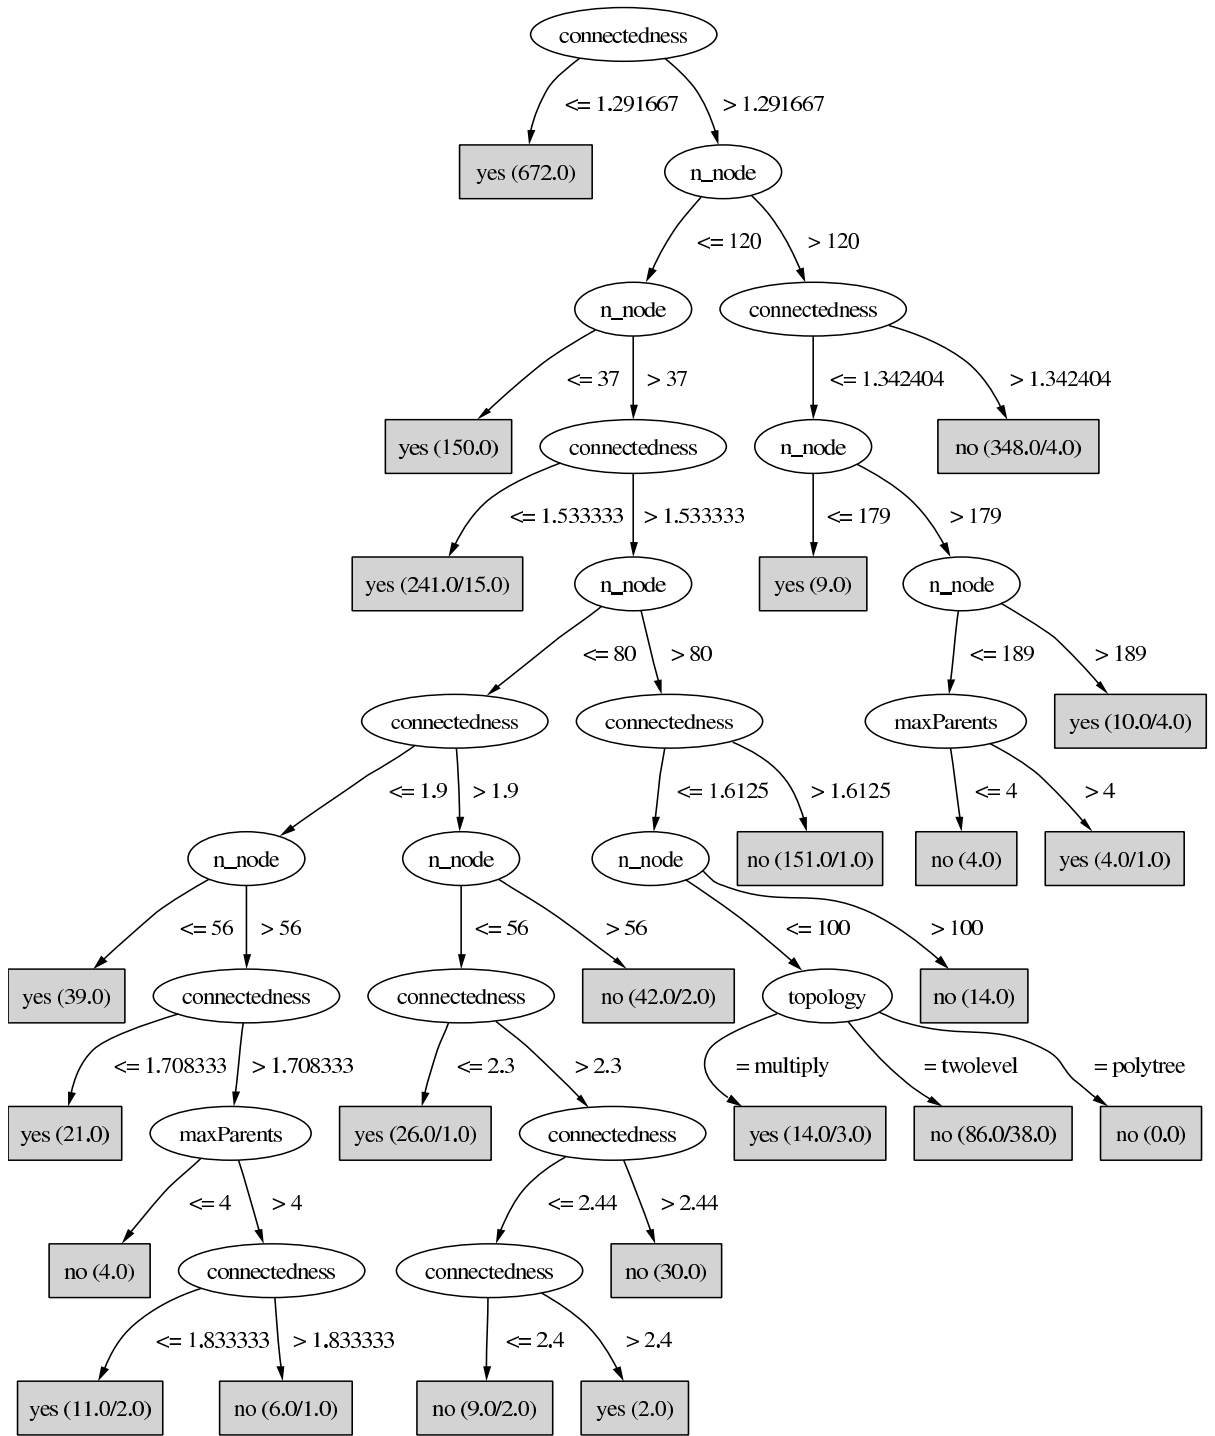 connectedness
<= 1.291667
> 1.291667
yes (672.0)
n_node
<= 120
> 120
n_node
connectedness
<= 37
> 37
<= 1.342404
> 1.342404
yes (150.0)
connectedness
n_node
no (348.0/4.0)
<= 1.533333
> 1.533333
<= 179
> 179
yes (241.0/15.0)
n_node
yes (9.0)
n_node
<= 80
> 80
<= 189
> 189
connectedness
connectedness
maxParents
yes (10.0/4.0)
<= 1.9
> 1.9
<= 1.6125
> 1.6125
<= 4
> 4
n_node
n_node
n_node
no (151.0/1.0)
no (4.0)
yes (4.0/1.0)
<= 56
> 56
<= 56
> 56
<= 100
> 100
yes (39.0)
connectedness
connectedness
no (42.0/2.0)
topology
no (14.0)
<= 1.708333
> 1.708333
<= 2.3
> 2.3
= multiply
= twolevel
= polytree
yes (21.0)
maxParents
yes (26.0/1.0)
connectedness
yes (14.0/3.0)
no (86.0/38.0)
no (0.0)
<= 4
> 4
<= 2.44
> 2.44
no (4.0)
connectedness
connectedness
no (30.0)
<= 1.833333
> 1.833333
<= 2.4
> 2.4
yes (11.0/2.0)
no (6.0/1.0)
no (9.0/2.0)
yes (2.0)